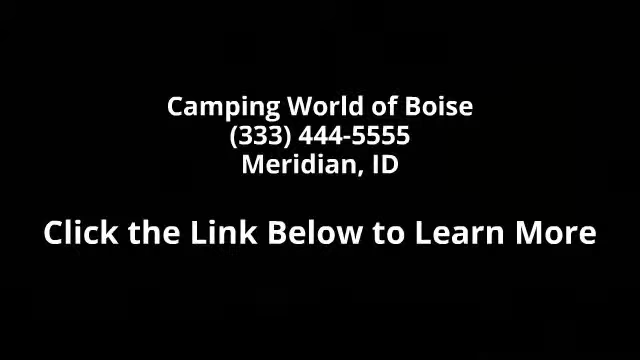 Camping World of Boise
(333) 444-5555
Meridian, ID
Click the Link Below to Learn More